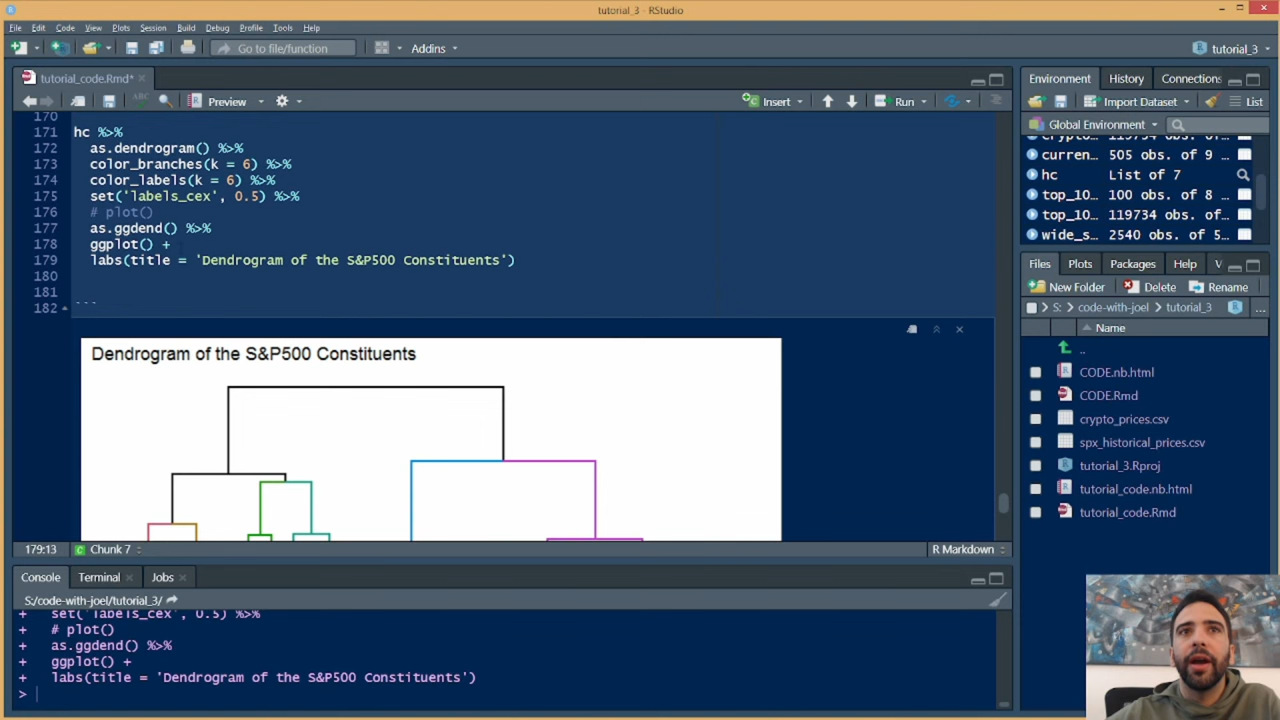 tutorial_3 - RStudio
File Edit Code View Plots Session Build Debug Profile Tools Help
Go to file/function Addins tutorial_3
tutorial_code.Rmd*
ABC Preview Insert Run
170
171 hc %>%
172 as.dendrogram() %>%
173 color_branches(k = 6) %>%
174 color_labels(k = 6) %>%
175 set('labels_cex', 0.5) %>%
176 # plot()
177 as.ggdend() %>%
178 ggplot() +
179 labs(title = 'Dendrogram of the S&P500 Constituents')
180
181
182 ```
Dendrogram of the S&P500 Constituents
179:13 Chunk 7 R Markdown
Console Terminal Jobs
S:/code-with-joel/tutorial_3/
+ set('labels_cex', 0.5) %>%
+ # plot()
+ as.ggdend() %>%
+ ggplot() +
+ labs(title = 'Dendrogram of the S&P500 Constituents')
>
Environment History Connections
Import Dataset List
Global Environment
crypto... 119734 of...
curren... 505 obs. of 9 ...
hc List of 7
top_10... 100 obs. of 8 ...
top_10... 119734 obs. of...
wide_s... 2540 obs. of 5...
Files Plots Packages Help V
New Folder Delete Rename
S: > code-with-joel > tutorial_3 ...
Name
..
CODE.nb.html
CODE.Rmd
crypto_prices.csv
spx_historical_prices.csv
tutorial_3.Rproj
tutorial_code.nb.html
tutorial_code.Rmd